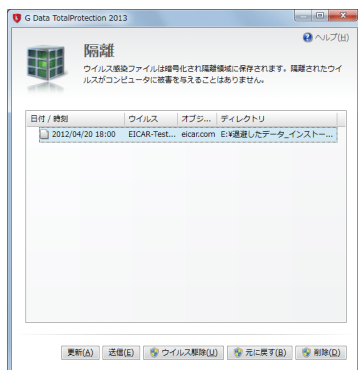 G Data TotalProtection 2013
ヘルプ(H)
隔離
ウイルス感染ファイルは暗号化され隔離領域に保存されます。隔離されたウイ
ルスがコンピュータに被害を与えることはありません。
日付 / 時刻 ウイルス オブジ... ディレクトリ
2012/04/20 18:00 EICAR-Test... eicar.com E:¥退避したデータ_インストー...
更新(A) 送信(E) ウイルス駆除(U) 元に戻す(B) 削除(D)